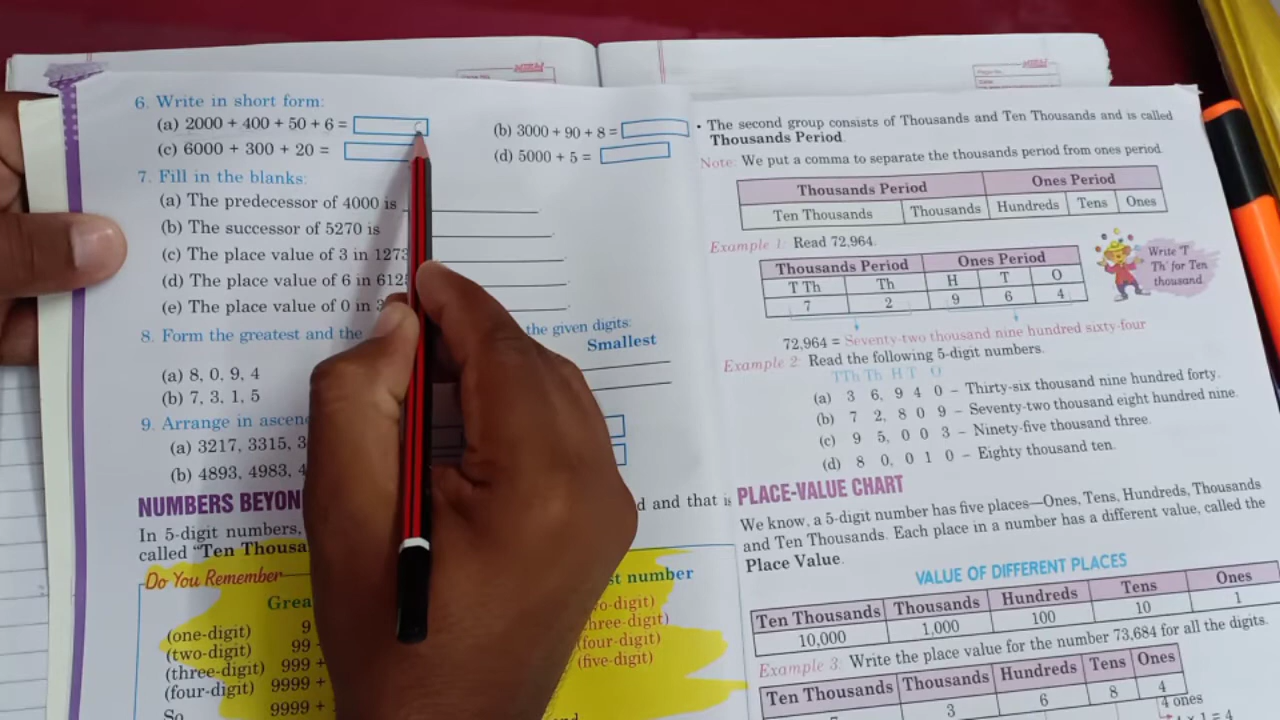 6. Write in short form:
(a) 2000 + 400 + 50 + 6 =
(b) 3000 + 90 + 8 =
(c) 6000 + 300 + 20 =
(d) 5000 + 5 =
7. Fill in the blanks:
(a) The predecessor of 4000 is
(b) The successor of 5270 is
(c) The place value of 3 in 1273
(d) The place value of 6 in 612
(e) The place value of 0 in 3
8. Form the greatest and the the given digits:
Smallest
(a) 8, 0, 9, 4
(b) 7, 3, 1, 5
9. Arrange in
(a) 3217, 3315, 3
(b) 4893, 4983, 4
NUMBERS
d and that is
In 5-digit numbers,
called "Ten
Do You Remember
number
(one-digit) 9
(two-digit) 99
(three-digit) 999 +
(four-digit) 9999 +
(four-digit)
(five-digit)
So 9999 +
• The second group consists of Thousands and Ten Thousands and is called
Thousands Period.
Note: We put a comma to separate the thousands period from ones period.
Thousands Period Ones Period
Ten Thousands Thousands Hundreds Tens Ones
Example 1: Read 72,964.
Thousands Period Ones Period
T Th Th H T O
7 2 9 6 4
Write 'T
Th' for Ten
thousand.
72,964 = Seventy-two thousand nine hundred sixty-four
Example 2: Read the following 5-digit numbers.
TTh Th H T O
(a) 3 6, 9 4 0 – Thirty-six thousand nine hundred forty.
(b) 7 2, 8 0 9 – Seventy-two thousand eight hundred nine.
(c) 9 5, 0 0 3 – Ninety-five thousand three.
(d) 8 0, 0 1 0 – Eighty thousand ten.
PLACE-VALUE CHART
We know, a 5-digit number has five places—Ones, Tens, Hundreds, Thousands
and Ten Thousands. Each place in a number has a different value, called the
Place Value.
VALUE OF DIFFERENT PLACES
Ten Thousands Thousands Hundreds Tens Ones
10,000 1,000 100 10 1
Example 3: Write the place value for the number 73,684 for all the digits.
Ten Thousands Thousands Hundreds Tens Ones
3 6 8 4
4 ones
x 1 = 4